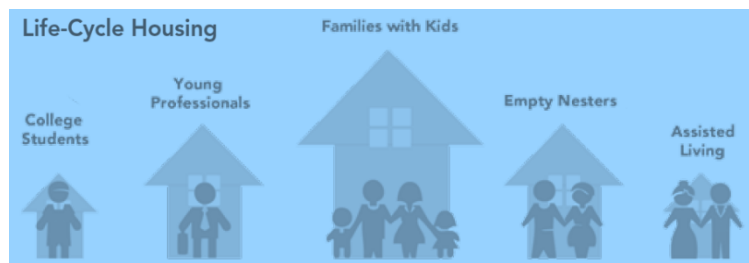 Life-Cycle Housing
Families with Kids
Young
Professionals
Empty Nesters
College
Students
Assisted
Living